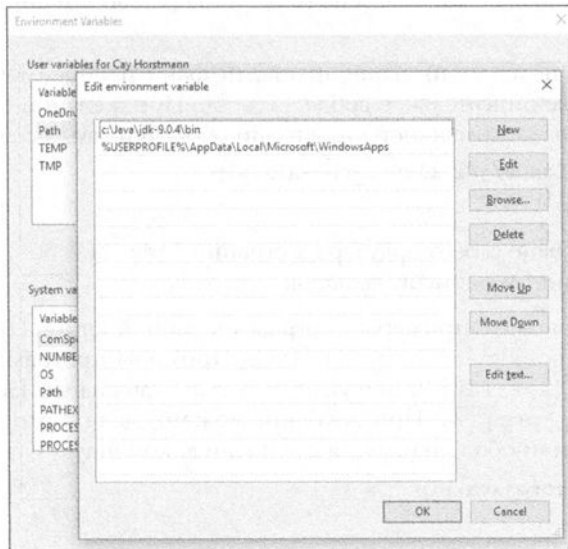 Environment Variables
User variables for Cay Horstmann
Variable
OneDriv
Path
TEMP
TMP
Edit environment variable
c:\Java\jdk-9.0.4\bin
%USERPROFILE%\AppData\Local\Microsoft\WindowsApps
New
Edit
Browse...
Delete
Move Up
Move Down
Edit text...
System va
Variable
ComSpe
NUMBE
OS
Path
PATHEX
PROCES
PROCES
OK
Cancel